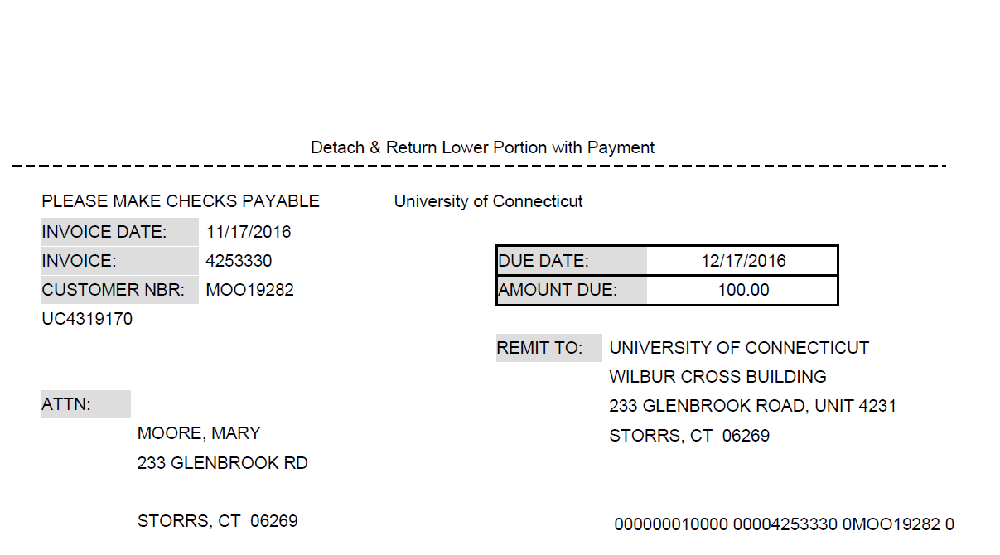 Detach & Return Lower Portion with Payment
PLEASE MAKE CHECKS PAYABLE University of Connecticut
INVOICE DATE: 11/17/2016
INVOICE: 4253330
DUE DATE: 12/17/2016
CUSTOMER NBR: MOO19282
AMOUNT DUE: 100.00
UC4319170
REMIT TO: UNIVERSITY OF CONNECTICUT
WILBUR CROSS BUILDING
233 GLENBROOK ROAD, UNIT 4231
STORRS, CT 06269
ATTN:
MOORE, MARY
233 GLENBROOK RD
STORRS, CT 06269
000000010000 00004253330 0MOO19282 0